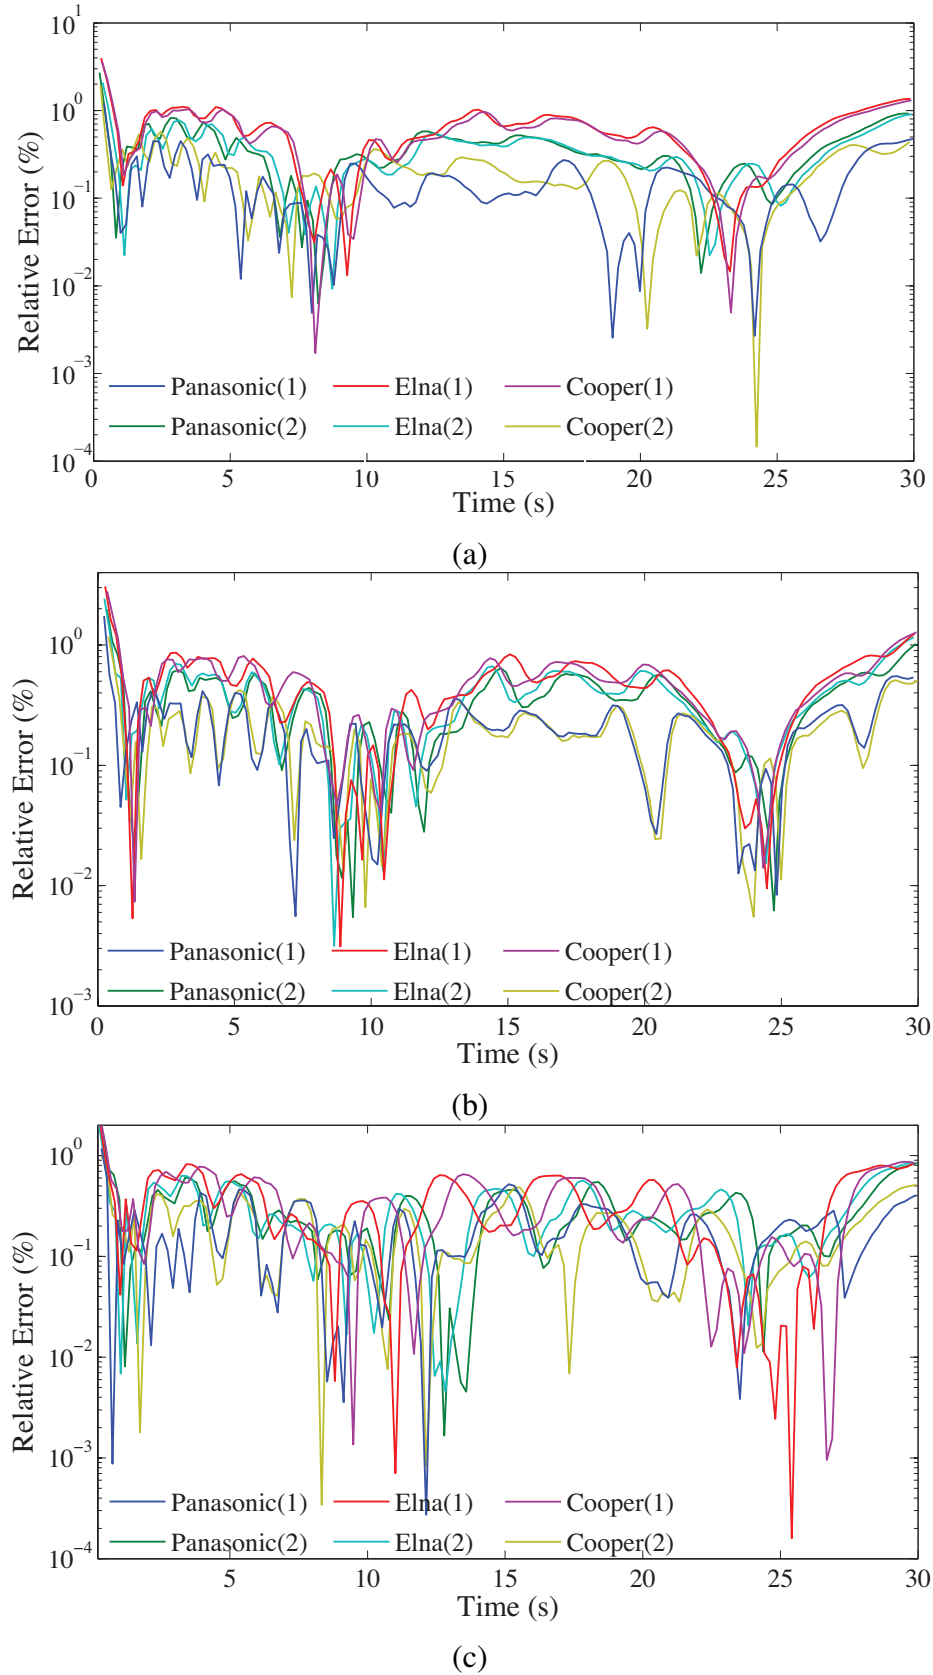 10^1
10^0
10^−1
10^−2
10^−3
10^−4
Relative Error (%)
Panasonic(1) Elna(1) Cooper(1)
Panasonic(2) Elna(2) Cooper(2)
0 5 10 15 20 25 30
Time (s)
(a)
10^0
10^−1
10^−2
10^−3
Relative Error (%)
Panasonic(1) Elna(1) Cooper(1)
Panasonic(2) Elna(2) Cooper(2)
0 5 10 15 20 25 30
Time (s)
(b)
10^0
10^−1
10^−2
10^−3
10^−4
Relative Error (%)
Panasonic(1) Elna(1) Cooper(1)
Panasonic(2) Elna(2) Cooper(2)
5 10 15 20 25 30
Time (s)
(c)